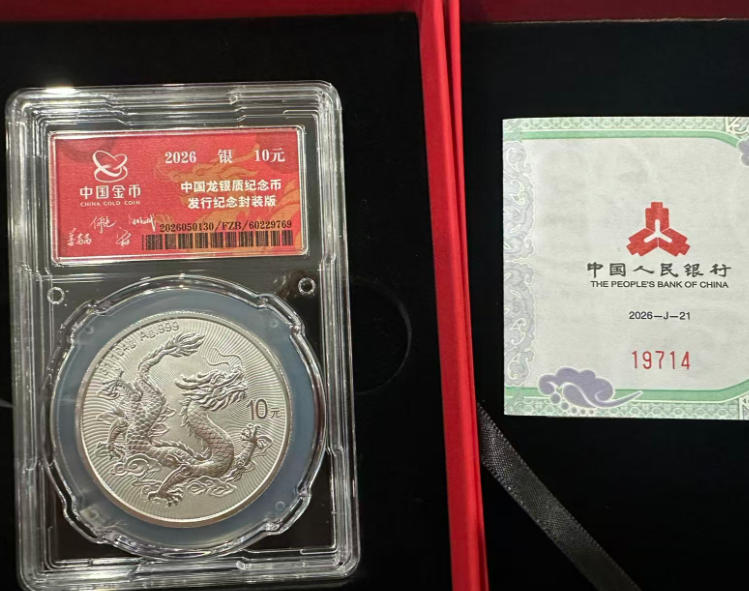 2026 银 10元
中国金币
CHINA GOLD COIN
中国龙银质纪念币
发行纪念封装版
2026050130/FZB/60229769
Ag.999
10元
中国人民银行
THE PEOPLE'S BANK OF CHINA
2026-J-21
19714